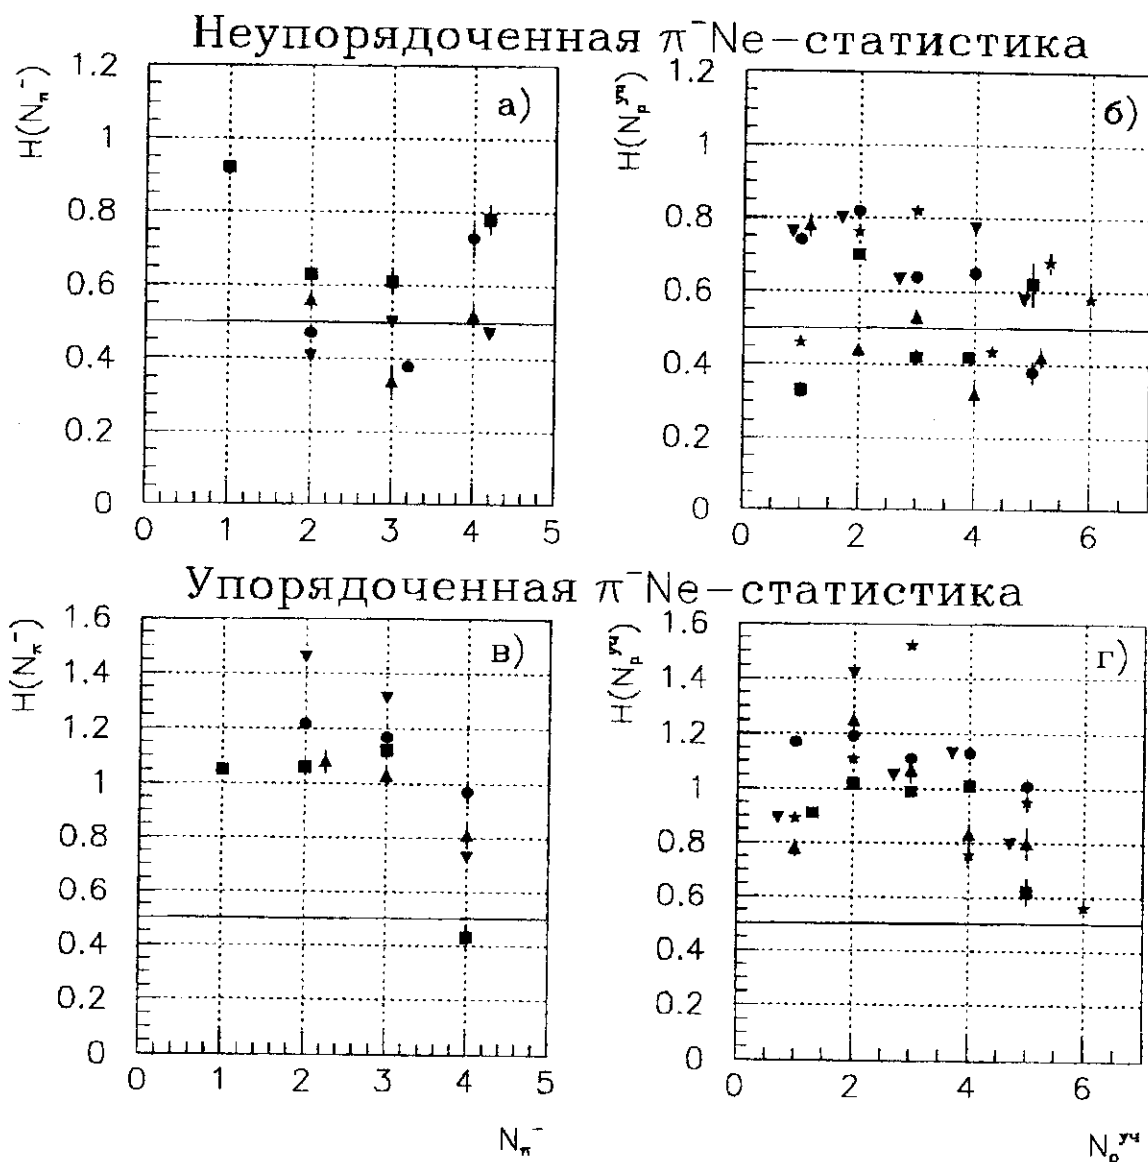 Неупорядоченная π⁻Ne–статистика
H(N_π⁻)
1.2
1
0.8
0.6
0.4
0.2
0
0 1 2 3 4 5
а)
H(N_p^уч)
1.2
1
0.8
0.6
0.4
0.2
0
0 2 4 6
б)
Упорядоченная π⁻Ne–статистика
H(N_π⁻)
1.6
1.4
1.2
1
0.8
0.6
0.4
0.2
0
0 1 2 3 4 5
в)
N_π⁻
H(N_p^уч)
1.6
1.4
1.2
1
0.8
0.6
0.4
0.2
0
0 2 4 6
г)
N_p^уч